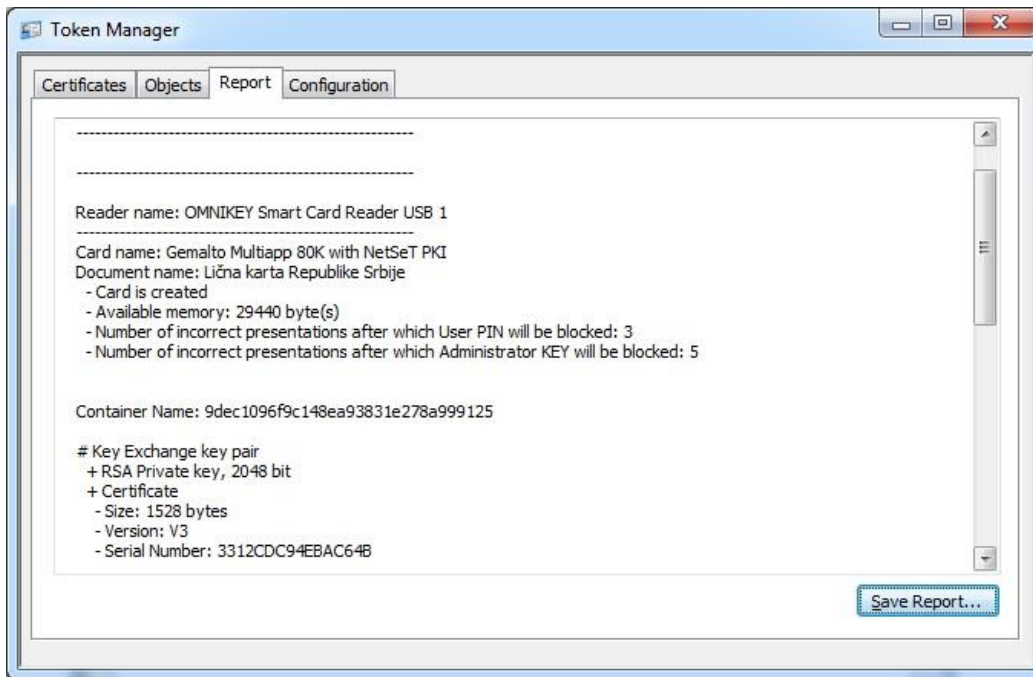 Token Manager
Certificates Objects Report Configuration
--------------------------------------------------------
--------------------------------------------------------
Reader name: OMNIKEY Smart Card Reader USB 1
--------------------------------------------------------
Card name: Gemalto Multiapp 80K with NetSeT PKI
Document name: Lična karta Republike Srbije
- Card is created
- Available memory: 29440 byte(s)
- Number of incorrect presentations after which User PIN will be blocked: 3
- Number of incorrect presentations after which Administrator KEY will be blocked: 5
Container Name: 9dec1096f9c148ea93831e278a999125
# Key Exchange key pair
+ RSA Private key, 2048 bit
+ Certificate
- Size: 1528 bytes
- Version: V3
- Serial Number: 3312CDC94EBAC64B
Save Report...